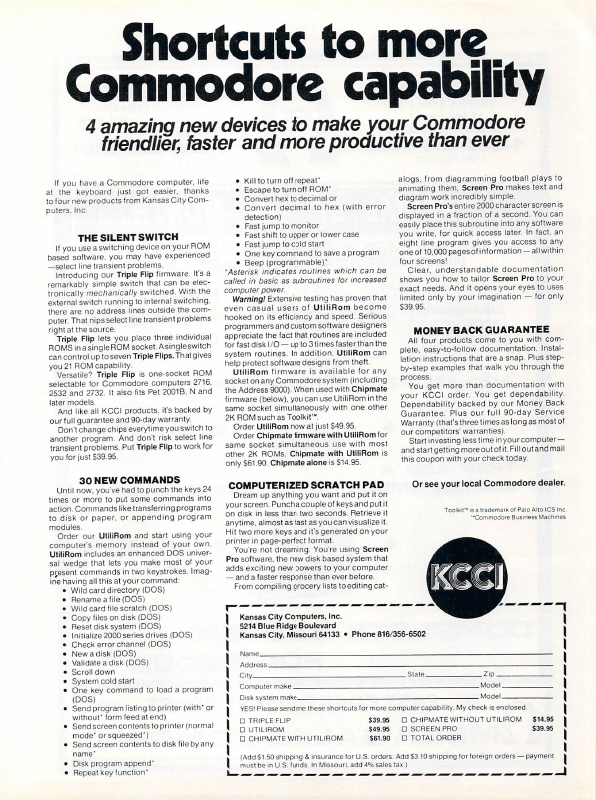 Shortcuts to more
Commodore capability
4 amazing new devices to make your Commodore
friendlier, faster and more productive than ever
If you have a Commodore computer, life
at the keyboard just got easier, thanks
to four new products from Kansas City Com-
puters, Inc.
THE SILENT SWITCH
If you use a switching device on your ROM
based software, you may have experienced
—select line transient problems.
Introducing our Triple Flip firmware. It's a
remarkably simple switch that can be elec-
tronically mechanically switched. With the
external switch running to internal switching,
there are no address lines outside the com-
puter. That nips select line transient problems
right at the source.
Triple Flip lets you place three individual
ROMS in a single ROM socket. A single switch
can control up to seven Triple Flips. That gives
you 21 ROM capability.
Versatile? Triple Flip is one-socket ROM
selectable for Commodore computers 2716,
2532 and 2732. It also fits Pet 2001B, N and
later models.
And like all KCCI products, it's backed by
our full guarantee and 90-day warranty.
Don't change chips everytime you switch to
another program. And don't risk select line
transient problems. Put Triple Flip to work for
you for just $39.95.
30 NEW COMMANDS
Until now, you've had to punch the keys 24
times or more to put some commands into
action. Commands like transferring programs
to disk or paper, or appending program
modules.
Order our UtiliRom and start using your
computer's memory instead of your own.
UtiliRom includes an enhanced DOS univer-
sal wedge that lets you make most of your
present commands in two keystrokes. Imag-
ine having all this at your command:
• Wild card directory (DOS)
• Rename a file (DOS)
• Wild card file scratch (DOS)
• Copy files on disk (DOS)
• Reset disk system (DOS)
• Initialize 2000 series drives (DOS)
• Check error channel (DOS)
• New a disk (DOS)
• Validate a disk (DOS)
• Scroll down
• System cold start
• One key command to load a program
(DOS)
• Send program listing to printer (with* or
without* form feed at end)
• Send screen contents to printer (normal
mode* or squeezed*)
• Send screen contents to disk file by any
name*
• Disk program append*
• Repeat key function*
• Kill to turn off repeat*
• Escape to turn off ROM*
• Convert hex to decimal or
• Convert decimal to hex (with error
detection)
• Fast jump to monitor
• Fast shift to upper or lower case
• Fast jump to cold start
• One key command to save a program
• Beep (programmable)*
*Asterisk indicates routines which can be
called in basic as subroutines for increased
computer power.
Warning! Extensive testing has proven that
even casual users of UtiliRom become
hooked on its efficiency and speed. Serious
programmers and custom software designers
appreciate the fact that routines are included
for fast disk I/O — up to 3 times faster than the
system routines. In addition, UtiliRom can
help protect software designs from theft.
UtiliRom firmware is available for any
socket on any Commodore system (including
the Address 9000). When used with Chipmate
firmware (below), you can use UtiliRom in the
same socket simultaneously with one other
2K ROM such as Toolkit™.
Order UtiliRom now at just $49.95.
Order Chipmate firmware with UtiliRom for
same socket simultaneous use with most
other 2K ROMs, Chipmate with UtiliRom is
only $61.90. Chipmate alone is $14.95.
COMPUTERIZED SCRATCH PAD
Dream up anything you want and put it on
your screen. Punch a couple of keys and put it
on disk in less than two seconds. Retrieve it
anytime, almost as fast as you can visualize it.
Hit two more keys and it's generated on your
printer in page-perfect format.
You're not dreaming. You're using Screen
Pro software, the new disk based system that
adds exciting new powers to your computer
— and a faster response than ever before.
From compiling grocery lists to editing cat-
alogs, from diagramming football plays to
animating them, Screen Pro makes text and
diagram work incredibly simple.
Screen Pro's entire 2000 character screen is
displayed in a fraction of a second. You can
easily place this subroutine into any software
you write, for quick access later. In fact, an
eight line program gives you access to any
one of 10,000 pages of information — all within
four screens!
Clear, understandable documentation
shows you how to tailor Screen Pro to your
exact needs. And it opens your eyes to uses
limited only by your imagination — for only
$39.95.
MONEY BACK GUARANTEE
All four products come to you with com-
plete, easy-to-follow documentation. Instal-
lation instructions that are a snap. Plus step-
by-step examples that walk you through the
process.
You get more than documentation with
your KCCI order. You get dependability.
Dependability backed by our Money Back
Guarantee. Plus our full 90-day Service
Warranty (that's three times as long as most of
our competitors' warranties).
Start investing less time in your computer—
and start getting more out of it. Fill out and mail
this coupon with your check today.
Or see your local Commodore dealer.
Toolkit™ is a trademark of Palo Alto ICS Inc
™Commodore Business Machines
KCCI
Kansas City Computers, Inc.
5214 Blue Ridge Boulevard
Kansas City, Missouri 64133 • Phone 816/356-6502
Name
Address
City State Zip
Computer make Model
Disk system make Model
YES! Please send me these shortcuts for more computer capability. My check is enclosed.
☐ TRIPLE FLIP $39.95 ☐ CHIPMATE WITHOUT UTILIROM $14.95
☐ UTILIROM $49.95 ☐ SCREEN PRO $39.95
☐ CHIPMATE WITH UTILIROM $61.90 ☐ TOTAL ORDER
(Add $1.50 shipping & insurance for U.S. orders. Add $3.10 shipping for foreign orders — payment
must be in U.S. funds. In Missouri, add 4% sales tax.)